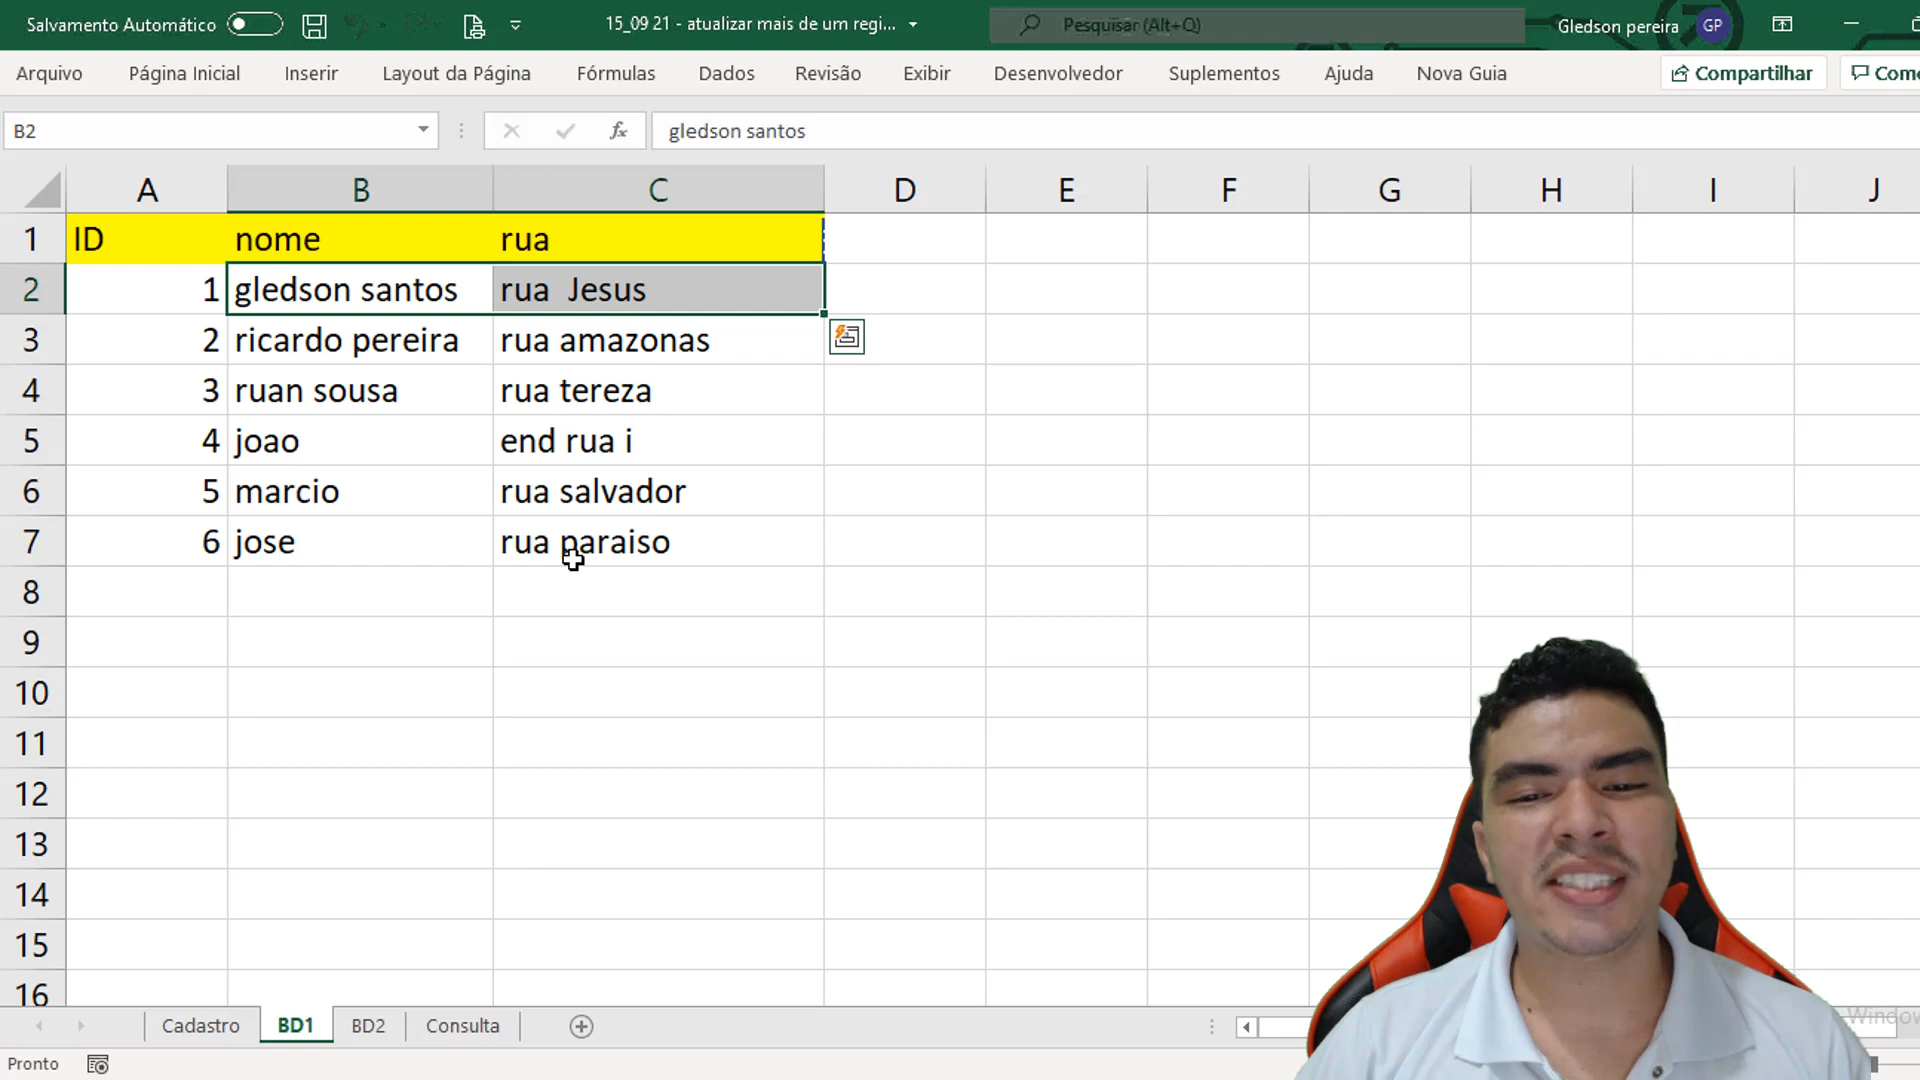 Salvamento Automático
15_09 21 - atualizar mais de um regi...
Pesquisar (Alt+Q)
Gledson pereira
GP
Arquivo Página Inicial Inserir Layout da Página Fórmulas Dados Revisão Exibir Desenvolvedor Suplementos Ajuda Nova Guia Compartilhar Come
B2
fx
gledson santos
A B C D E F G H I J
1 ID nome rua
2 1 gledson santos rua  Jesus
3 2 ricardo pereira rua amazonas
4 3 ruan sousa rua tereza
5 4 joao end rua i
6 5 marcio rua salvador
7 6 jose rua paraiso
8
9
10
11
12
13
14
15
16
Cadastro BD1 BD2 Consulta
Window
Pronto